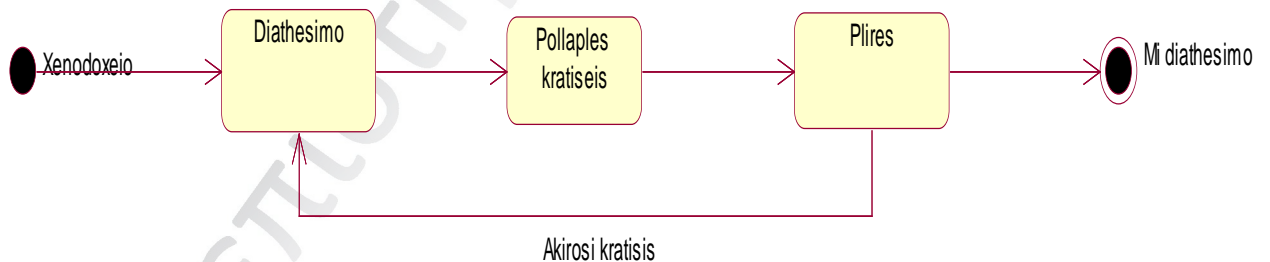 Xenodoxeio
Diathesimo
Pollaples
kratiseis
Plires
Mi diathesimo
Akirosi kratisis